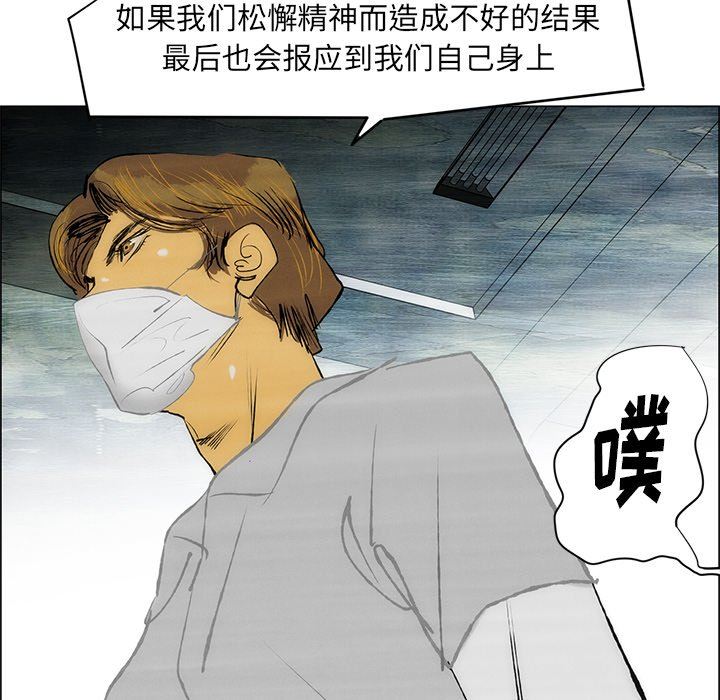 如果我们松懈精神而造成不好的结果
最后也会报应到我们自己身上
噗